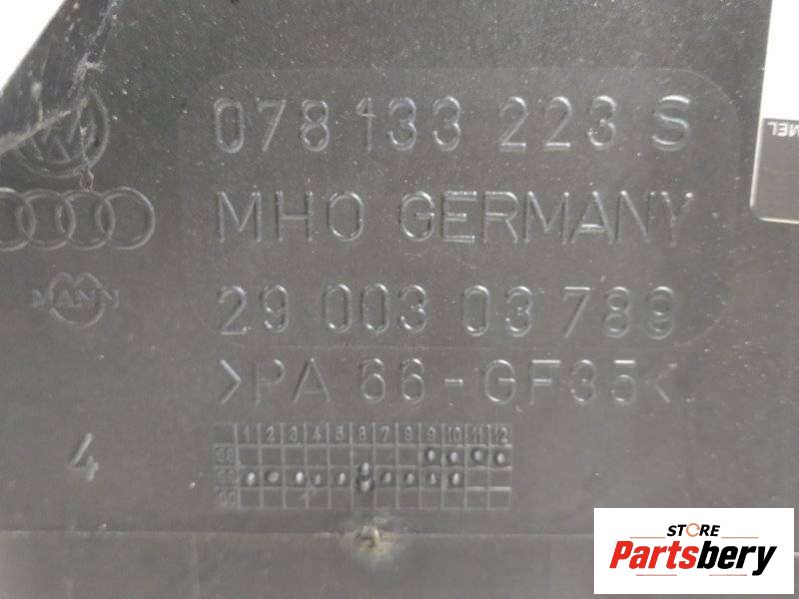 078 133 223 S
MHO GERMANY
MANN
29 003 03 789
>PA 66-GF35<
4
1 2 3 4 5 6 7 8 9 10 11 12
STORE
Partsbery